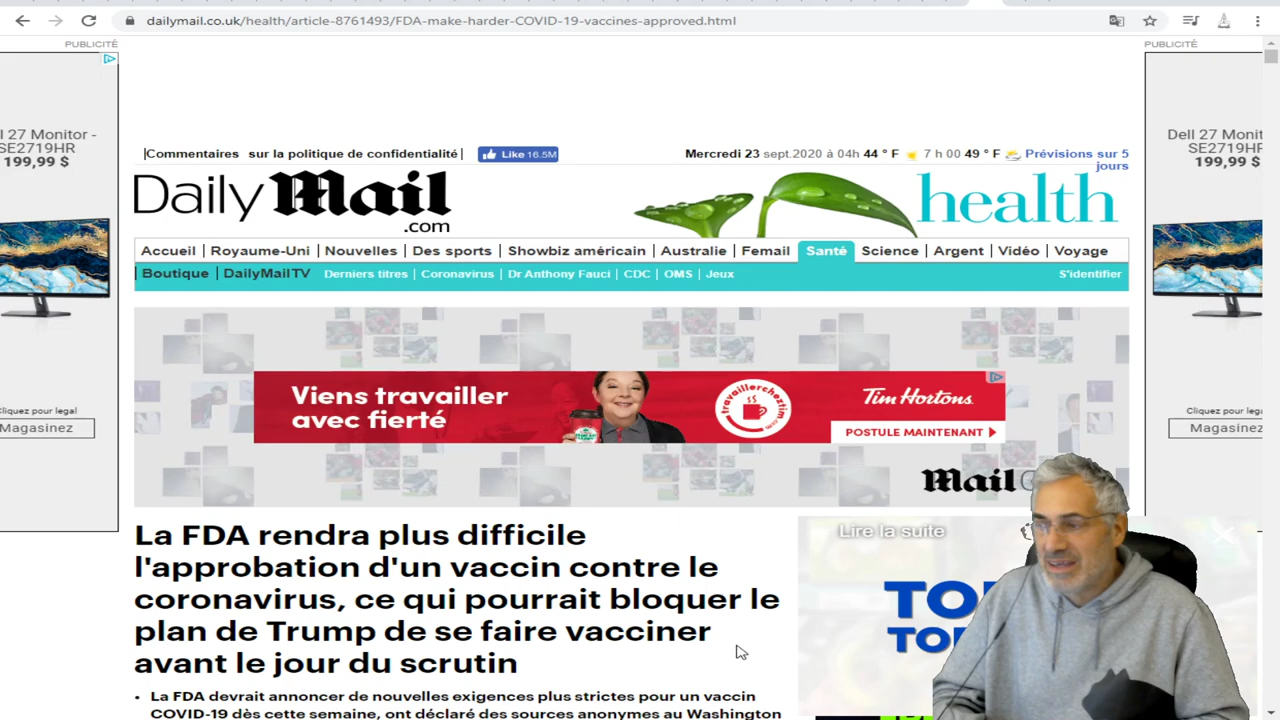 dailymail.co.uk/health/article-8761493/FDA-make-harder-COVID-19-vaccines-approved.html
PUBLICITÉ
PUBLICITÉ
l 27 Monitor -
SE2719HR
199,99 $
Cliquez pour legal
Magasinez
Dell 27 Monit
SE2719HR
199,99 $
Cliquez pour lega
Magasinez
|Commentaires sur la politique de confidentialité|
Like 16.5M
Mercredi 23 sept.2020 à 04h 44 ° F 7 h 00 49 ° F Prévisions sur 5
jours
Daily Mail
.com
health
Accueil | Royaume-Uni | Nouvelles | Des sports | Showbiz américain | Australie | Femail | Santé | Science | Argent | Vidéo | Voyage
| Boutique | DailyMailTV Derniers titres | Coronavirus | Dr Anthony Fauci | CDC | OMS | Jeux S'identifier
Viens travailler
avec fierté
travaillercheztim
Tim Hortons.
POSTULE MAINTENANT
Mail
La FDA rendra plus difficile
l'approbation d'un vaccin contre le
coronavirus, ce qui pourrait bloquer le
plan de Trump de se faire vacciner
avant le jour du scrutin
• La FDA devrait annoncer de nouvelles exigences plus strictes pour un vaccin
COVID-19 dès cette semaine, ont déclaré des sources anonymes au Washington
Lire la suite
TO
TO